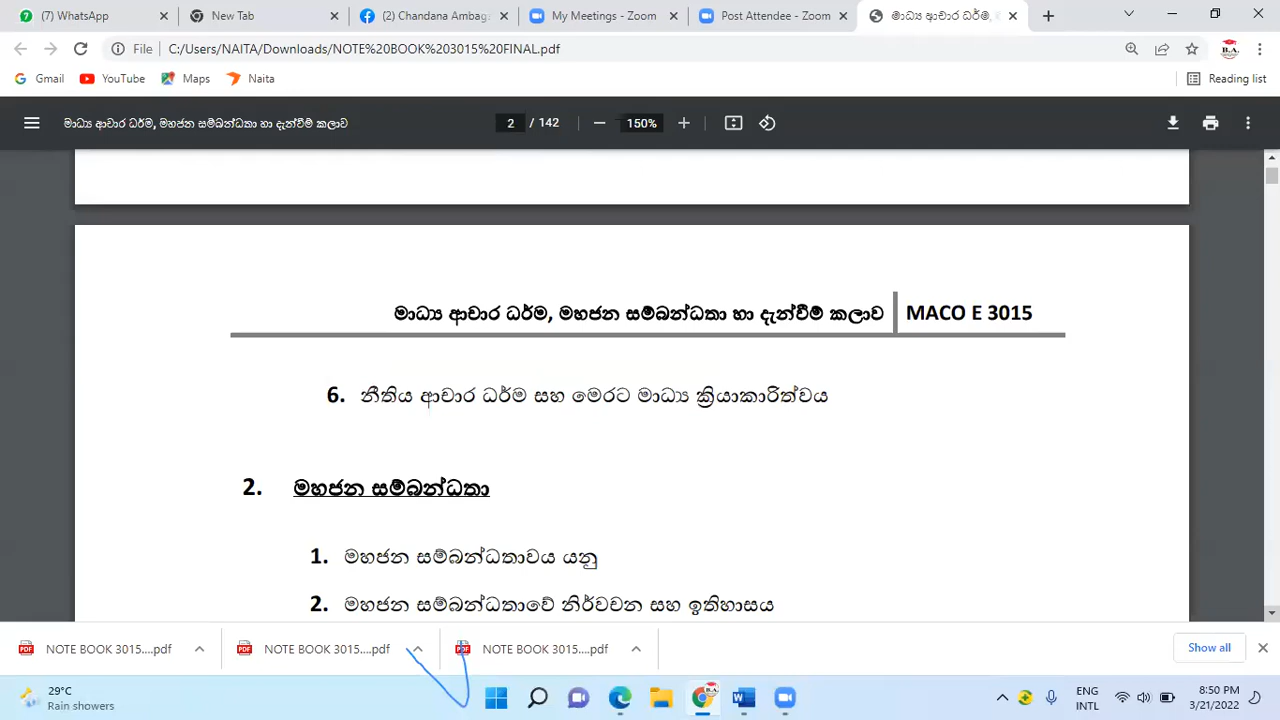 WhatsApp
New Tab
(2) Chandana Ambaga
My Meetings - Zoom
Post Attendee - Zoom
මාධ්‍ය ආචාර ධර්ම,
File
C:/Users/NAITA/Downloads/NOTE%20BOOK%203015%20FINAL.pdf
Gmail
YouTube
Maps
Naita
Reading list
මාධ්‍ය ආචාර ධර්ම, මහජන සම්බන්ධතා හා දැන්වීම් කලාව
2 / 142
150%
මාධ්‍ය ආචාර ධර්ම, මහජන සම්බන්ධතා හා දැන්වීම් කලාව MACO E 3015
6. නීතිය ආචාර ධර්ම සහ මෙරට මාධ්‍ය ක්‍රියාකාරිත්වය
2. මහජන සම්බන්ධතා
1. මහජන සම්බන්ධතාවය යනු
2. මහජන සම්බන්ධතාවේ නිර්වචන සහ ඉතිහාසය
NOTE BOOK 3015....pdf
NOTE BOOK 3015....pdf
NOTE BOOK 3015....pdf
Show all
29°C
Rain showers
ENG
INTL
8:50 PM
3/21/2022